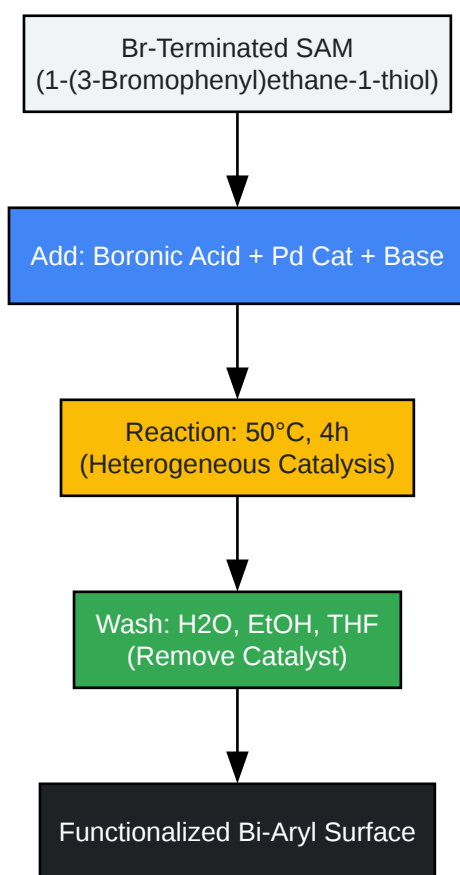 Br-Terminated SAM
(1-(3-Bromophenyl)ethane-1-thiol)
Add: Boronic Acid + Pd Cat + Base
Reaction: 50°C, 4h
(Heterogeneous Catalysis)
Wash: H2O, EtOH, THF
(Remove Catalyst)
Functionalized Bi-Aryl Surface